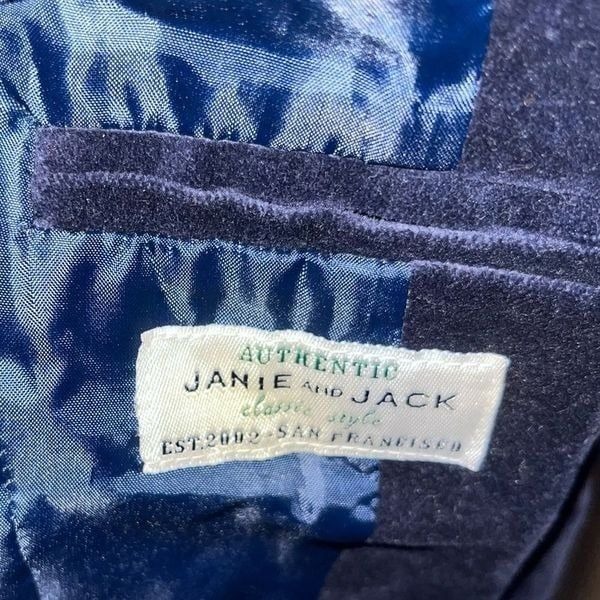 AUTHENTIC
JANIE AND JACK
classic style
EST. 2002 - SAN FRANCISCO